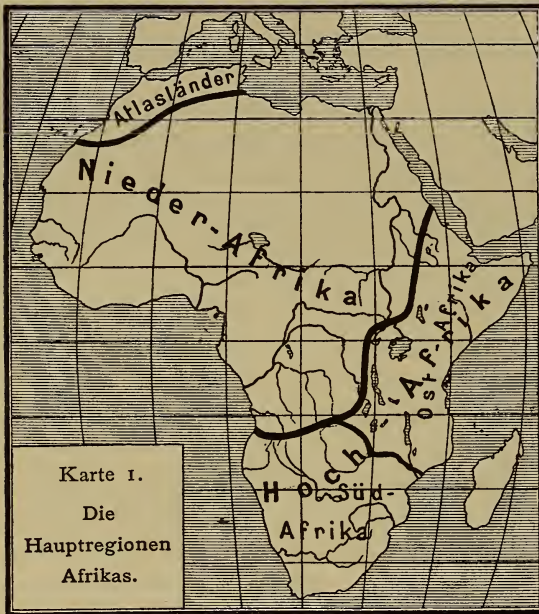 Atlasländer
Nieder-Afrika
Hoch-Afrika
Ost-Afrika
Süd-
Afrika
Karte 1.
Die
Hauptregionen
Afrikas.